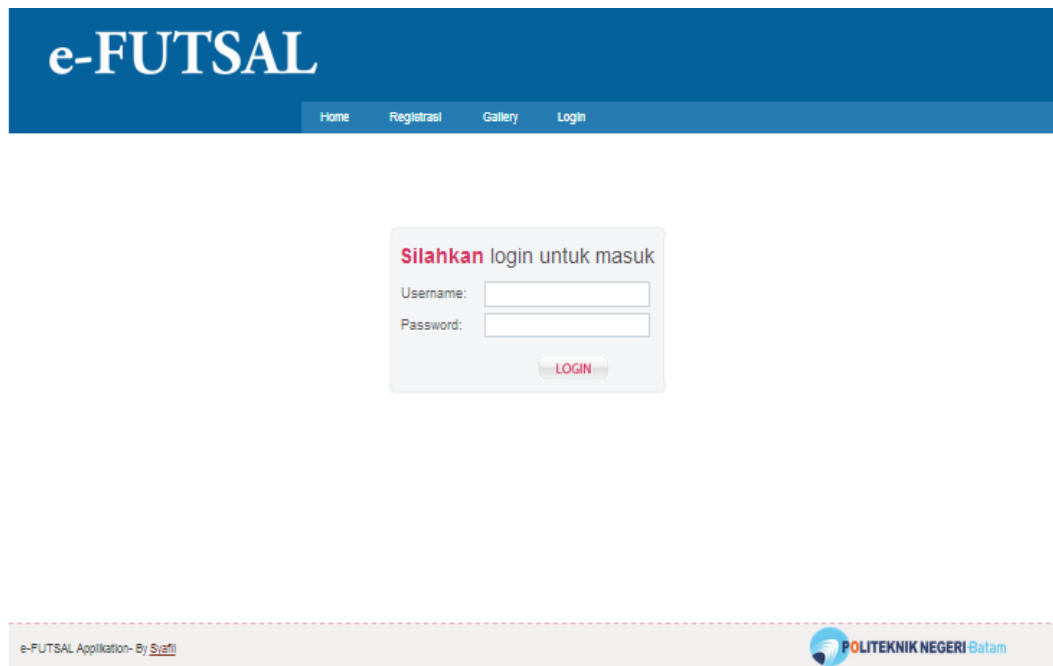 e-FUTSAL
Home Registrasi Gallery Login
Silahkan login untuk masuk
Username:
Password:
LOGIN
e-FUTSAL Applikation- By Syafii
POLITEKNIK NEGERI Batam